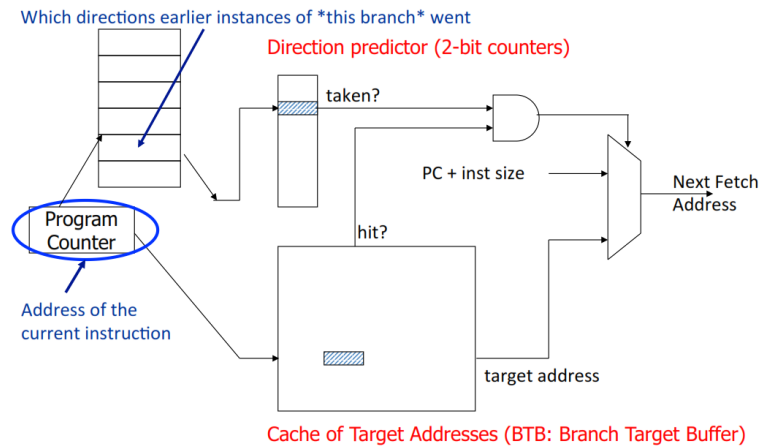 Which directions earlier instances of *this branch* went
Direction predictor (2-bit counters)
taken?
PC + inst size
Next Fetch
Address
Program
Counter
hit?
Address of the
current instruction
target address
Cache of Target Addresses (BTB: Branch Target Buffer)